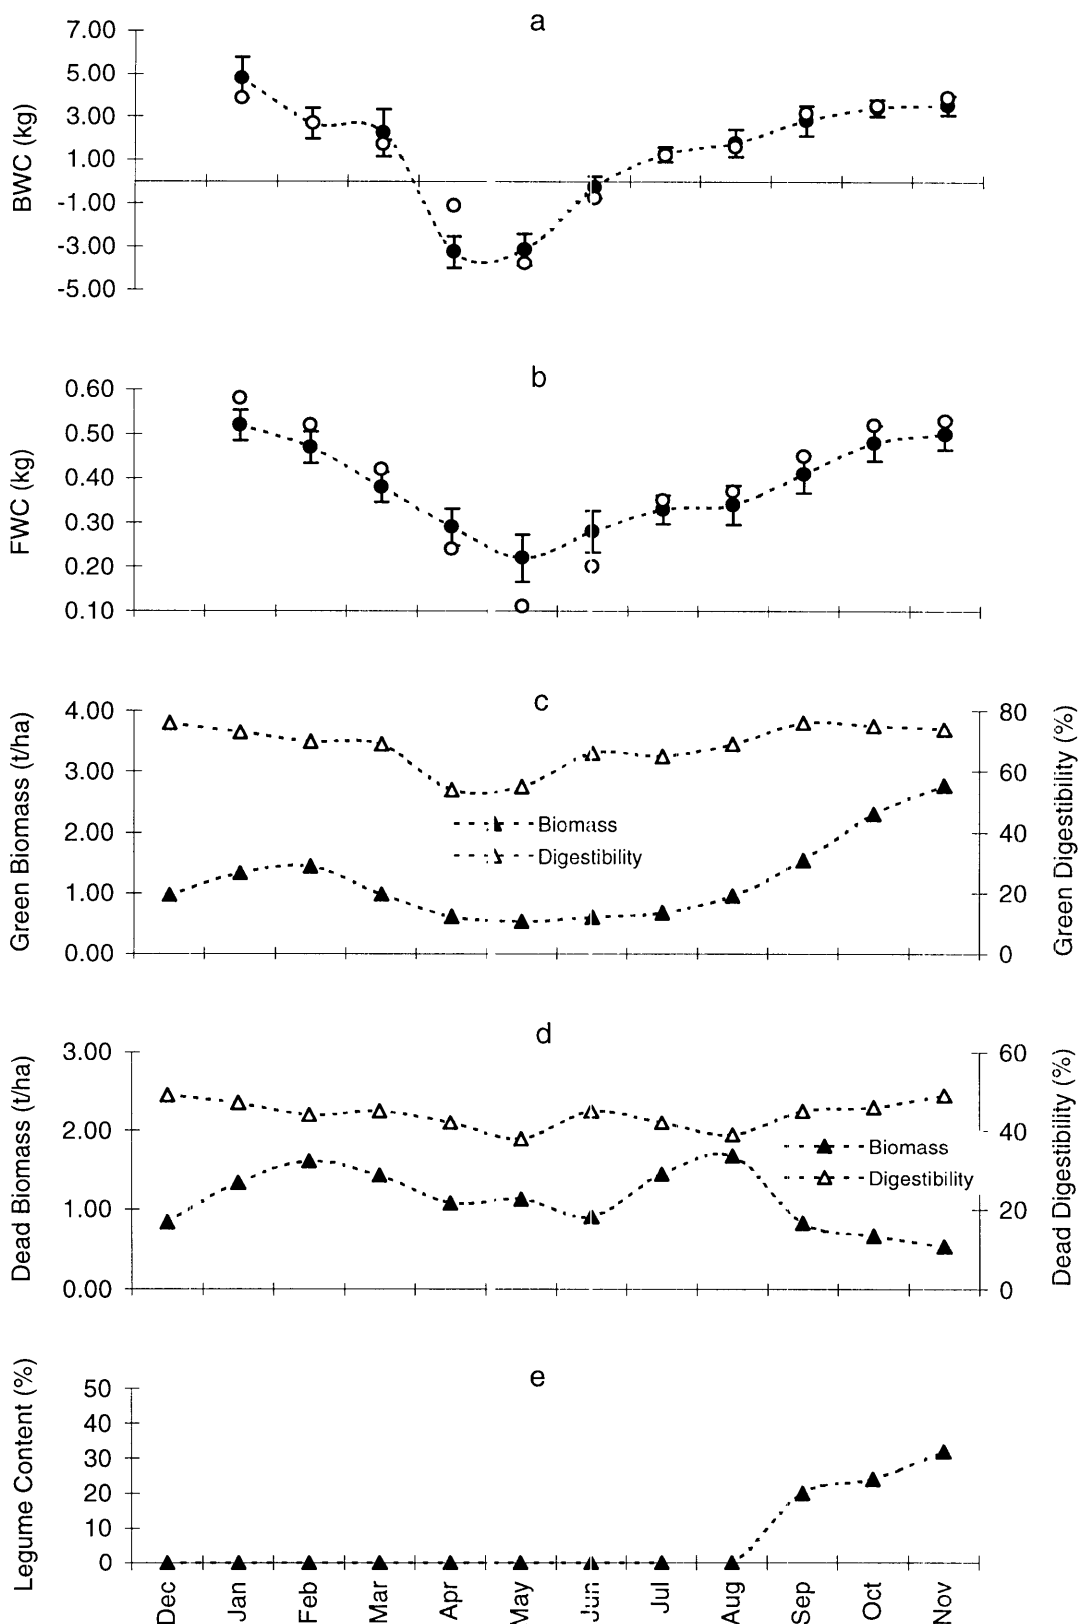 a
BWC (kg)
7.00
5.00
3.00
1.00
-1.00
-3.00
-5.00
b
FWC (kg)
0.60
0.50
0.40
0.30
0.20
0.10
c
Green Biomass (t/ha)
4.00
3.00
2.00
1.00
0.00
Biomass
Digestibility
80
60
40
20
0
Green Digestibility (%)
d
Dead Biomass (t/ha)
3.00
2.00
1.00
0.00
Biomass
Digestibility
60
40
20
0
Dead Digestibility (%)
e
Legume Content (%)
50
40
30
20
10
0
Dec Jan Feb Mar Apr May Jun Jul Aug Sep Oct Nov